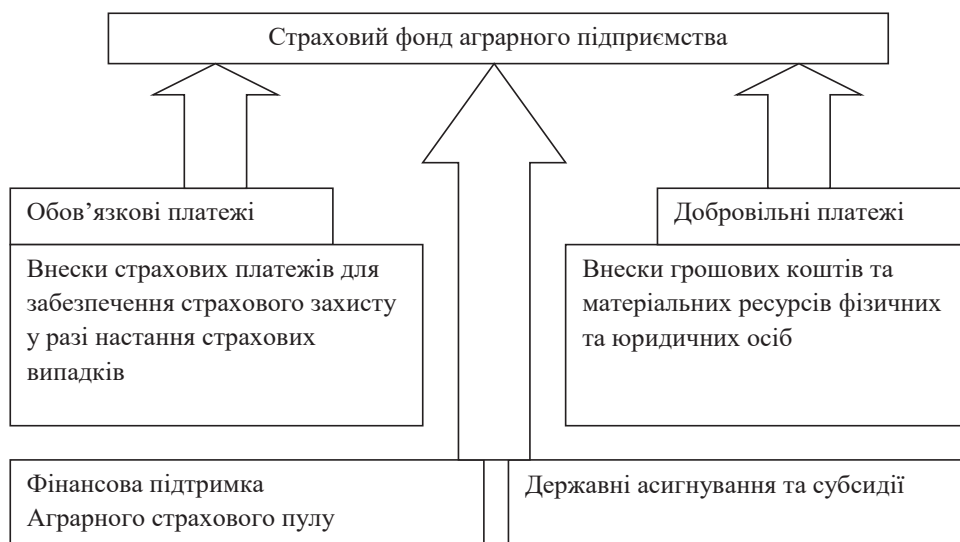 Страховий фонд аграрного підприємства
Обов’язкові платежі
Внески страхових платежів для
забезпечення страхового захисту
у разі настання страхових
випадків
Добровільні платежі
Внески грошових коштів та
матеріальних ресурсів фізичних
та юридичних осіб
Фінансова підтримка
Аграрного страхового пулу
Державні асигнування та субсидії